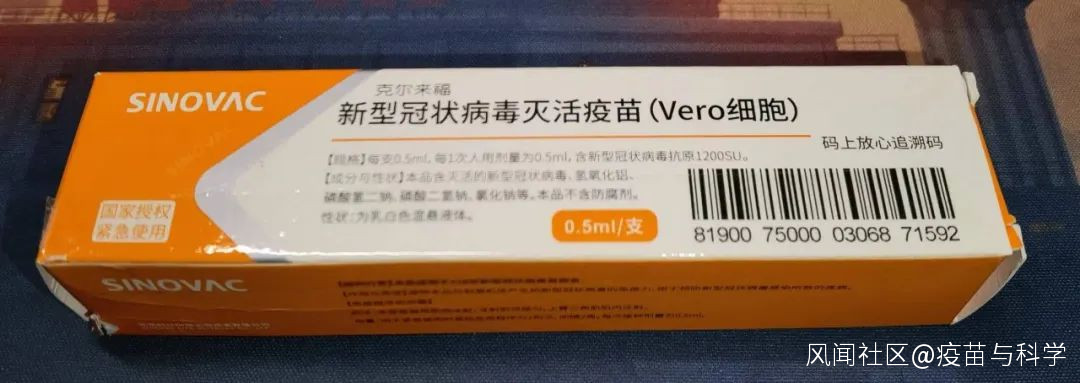 SINOVAC
克尔来福
新型冠状病毒灭活疫苗(Vero细胞)
码上放心追溯码
【规格】每支0.5ml, 每1次人用剂量为0.5ml, 含新型冠状病毒抗原1200SU。
【成分与性状】本品含灭活的新型冠状病毒、氢氧化铝、
磷酸氢二钠、磷酸二氢钠、氯化钠等。本品不含防腐剂。
性状:为乳白色混悬液体。
国家授权
紧急使用
0.5ml/支
81900 75000 03068 71592
SINOVAC
风闻社区@疫苗与科学